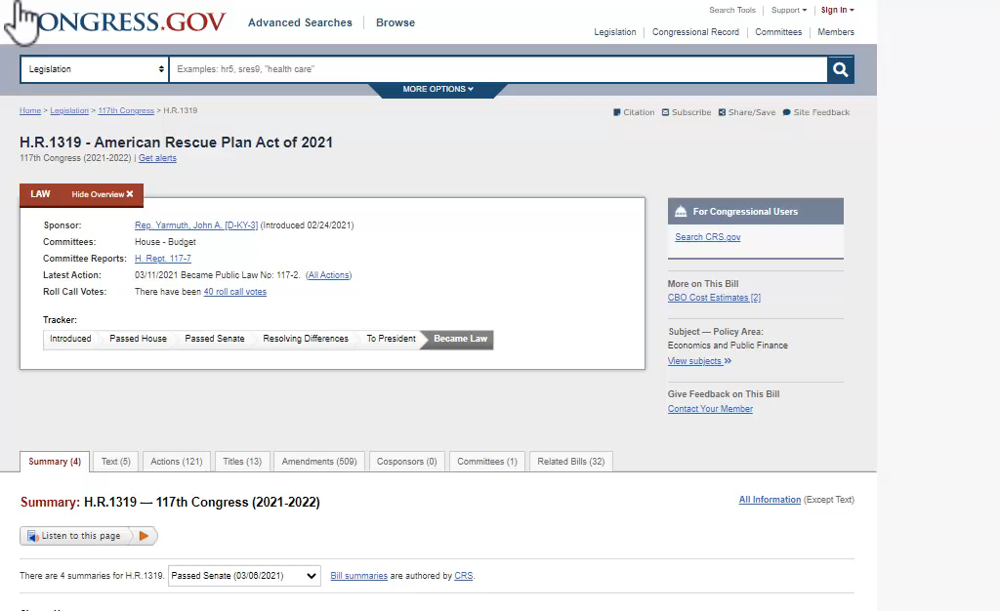 CONGRESS.GOV Advanced Searches Browse
Search Tools Support Sign In
Legislation Congressional Record Committees Members
Legislation Examples: hr5, sres9, "health care"
MORE OPTIONS
Home > Legislation > 117th Congress > H.R.1319
Citation Subscribe Share/Save Site Feedback
H.R.1319 - American Rescue Plan Act of 2021
117th Congress (2021-2022) | Get alerts
LAW Hide Overview
Sponsor: Rep. Yarmuth, John A. [D-KY-3] (Introduced 02/24/2021)
Committees: House - Budget
Committee Reports: H. Rept. 117-7
Latest Action: 03/11/2021 Became Public Law No: 117-2. (All Actions)
Roll Call Votes: There have been 40 roll call votes
Tracker:
Introduced Passed House Passed Senate Resolving Differences To President Became Law
For Congressional Users
Search CRS.gov
More on This Bill
CBO Cost Estimates [2]
Subject — Policy Area:
Economics and Public Finance
View subjects »
Give Feedback on This Bill
Contact Your Member
Summary (4) Text (5) Actions (121) Titles (13) Amendments (509) Cosponsors (0) Committees (1) Related Bills (32)
Summary: H.R.1319 — 117th Congress (2021-2022)
All Information (Except Text)
Listen to this page
There are 4 summaries for H.R.1319. Passed Senate (03/06/2021) Bill summaries are authored by CRS.